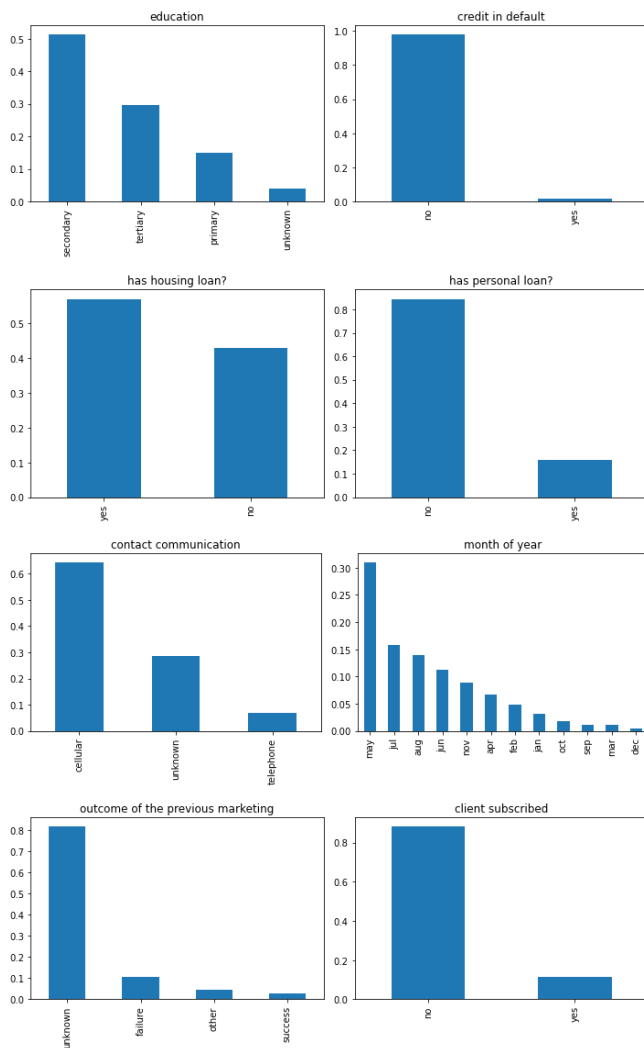 education
0.5
0.4
0.3
0.2
0.1
0.0
secondary
tertiary
primary
unknown
credit in default
1.0
0.8
0.6
0.4
0.2
0.0
no
yes
has housing loan?
0.5
0.4
0.3
0.2
0.1
0.0
yes
no
has personal loan?
0.8
0.7
0.6
0.5
0.4
0.3
0.2
0.1
0.0
no
yes
contact communication
0.6
0.5
0.4
0.3
0.2
0.1
0.0
cellular
unknown
telephone
month of year
0.30
0.25
0.20
0.15
0.10
0.05
0.00
may
jul
aug
jun
nov
apr
feb
jan
oct
sep
mar
dec
outcome of the previous marketing
0.8
0.7
0.6
0.5
0.4
0.3
0.2
0.1
0.0
unknown
failure
other
success
client subscribed
0.8
0.6
0.4
0.2
0.0
no
yes